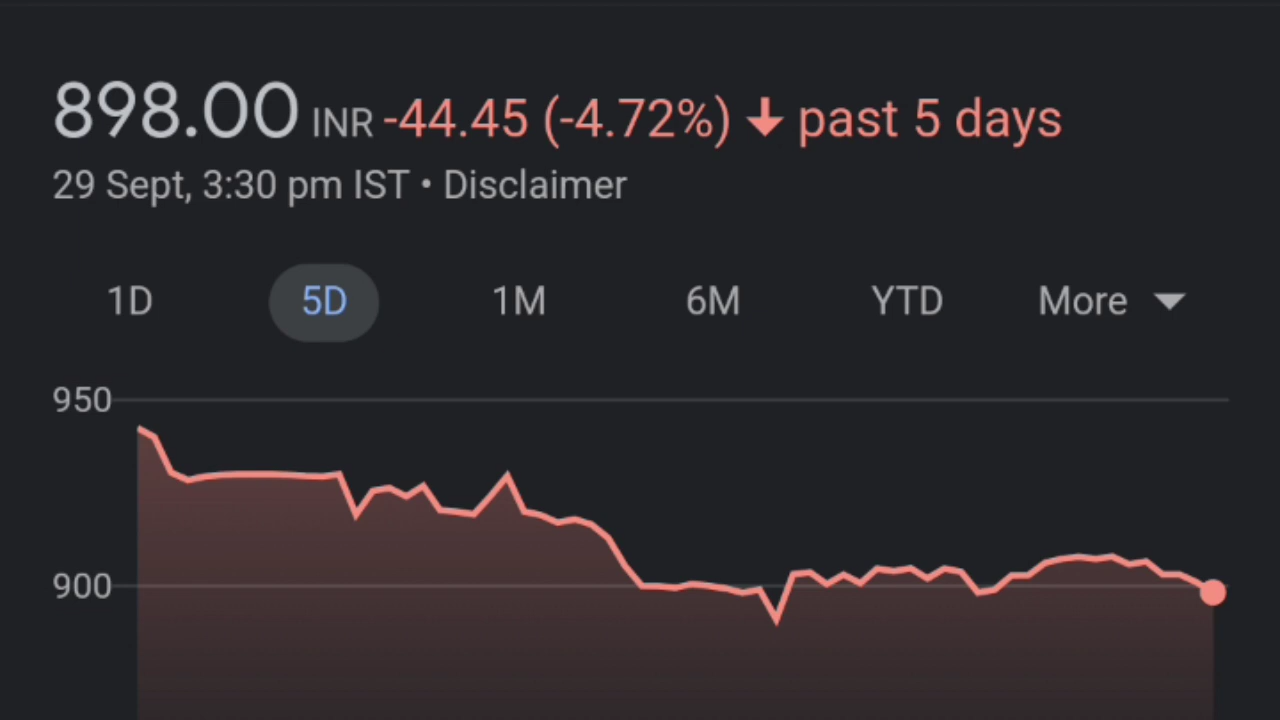 898.00 INR -44.45 (-4.72%) ↓ past 5 days
29 Sept, 3:30 pm IST • Disclaimer
1D 5D 1M 6M YTD More
950
900